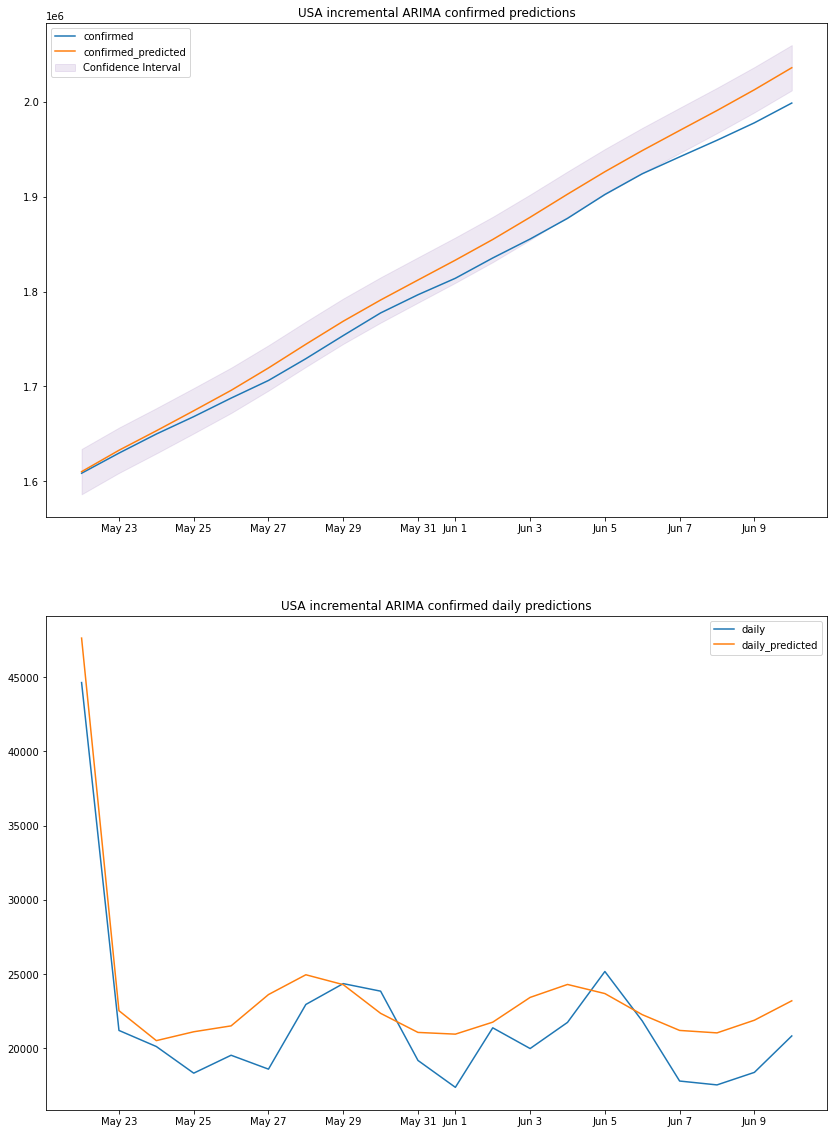 USA incremental ARIMA confirmed predictions
1e6
confirmed
confirmed_predicted
Confidence Interval
2.0
1.9
1.8
1.7
1.6
May 23 May 25 May 27 May 29 May 31 Jun 1 Jun 3 Jun 5 Jun 7 Jun 9
USA incremental ARIMA confirmed daily predictions
daily
daily_predicted
45000
40000
35000
30000
25000
20000
May 23 May 25 May 27 May 29 May 31 Jun 1 Jun 3 Jun 5 Jun 7 Jun 9